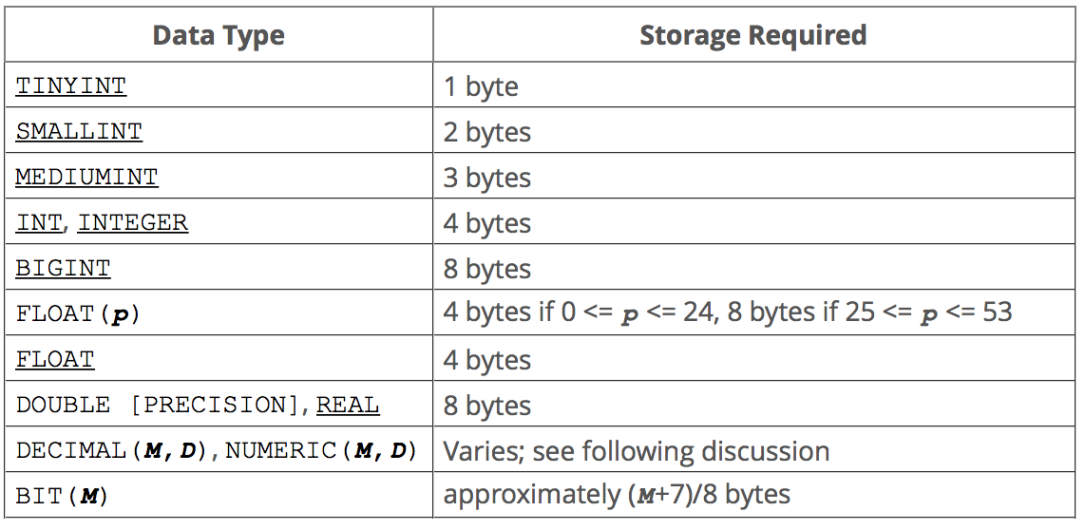 Data Type Storage Required
TINYINT 1 byte
SMALLINT 2 bytes
MEDIUMINT 3 bytes
INT, INTEGER 4 bytes
BIGINT 8 bytes
FLOAT(p) 4 bytes if 0 <= p <= 24, 8 bytes if 25 <= p <= 53
FLOAT 4 bytes
DOUBLE [PRECISION], REAL 8 bytes
DECIMAL(M,D), NUMERIC(M,D) Varies; see following discussion
BIT(M) approximately (M+7)/8 bytes